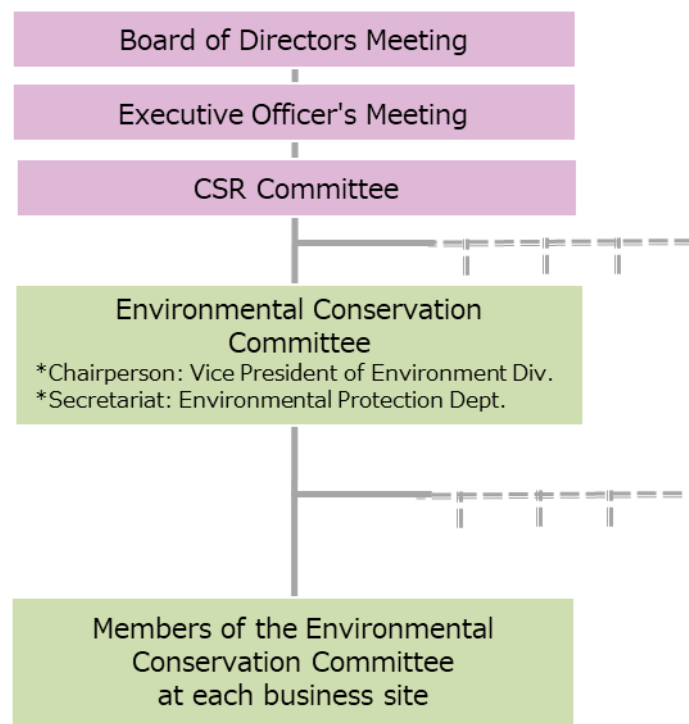 Board of Directors Meeting
Executive Officer's Meeting
CSR Committee
Environmental Conservation
Committee
*Chairperson: Vice President of Environment Div.
*Secretariat: Environmental Protection Dept.
Members of the Environmental
Conservation Committee
at each business site